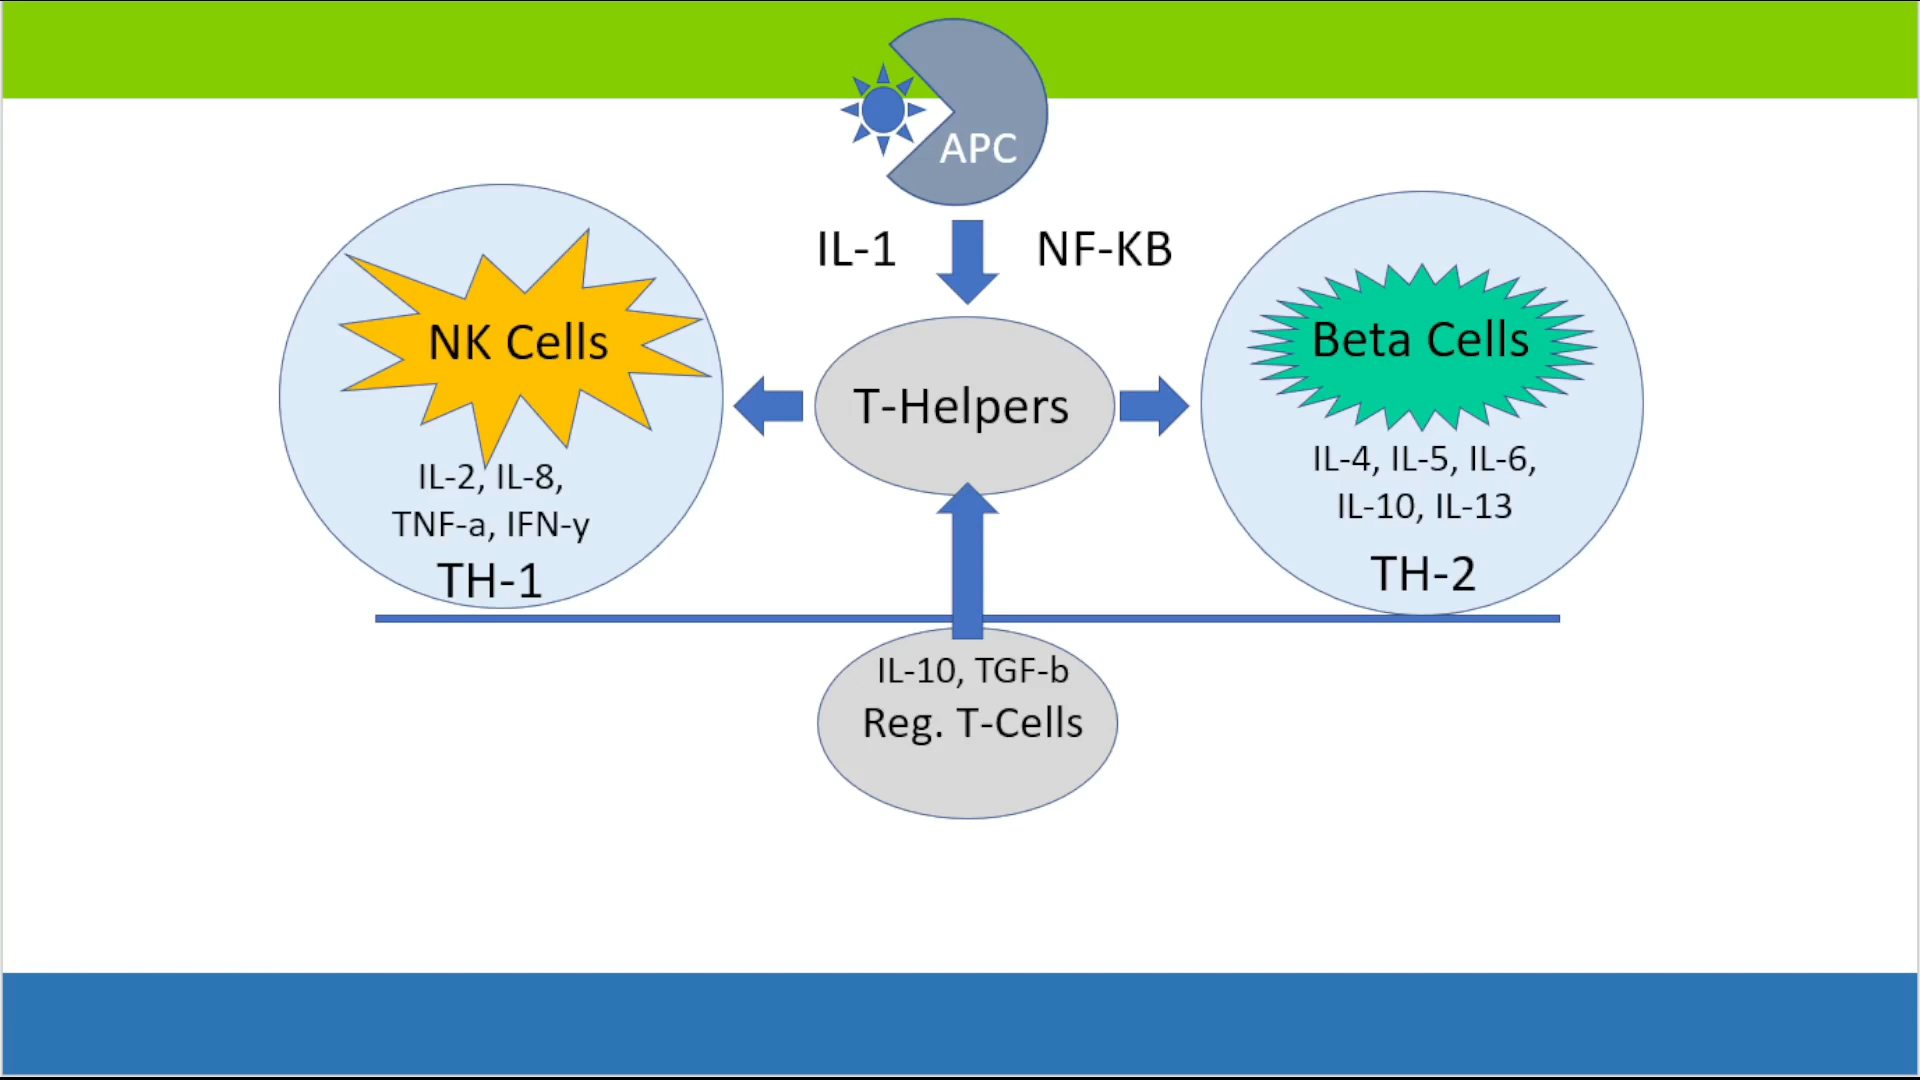 APC
IL-1
NF-KB
NK Cells
IL-2, IL-8,
TNF-a, IFN-y
TH-1
T-Helpers
Beta Cells
IL-4, IL-5, IL-6,
IL-10, IL-13
TH-2
IL-10, TGF-b
Reg. T-Cells